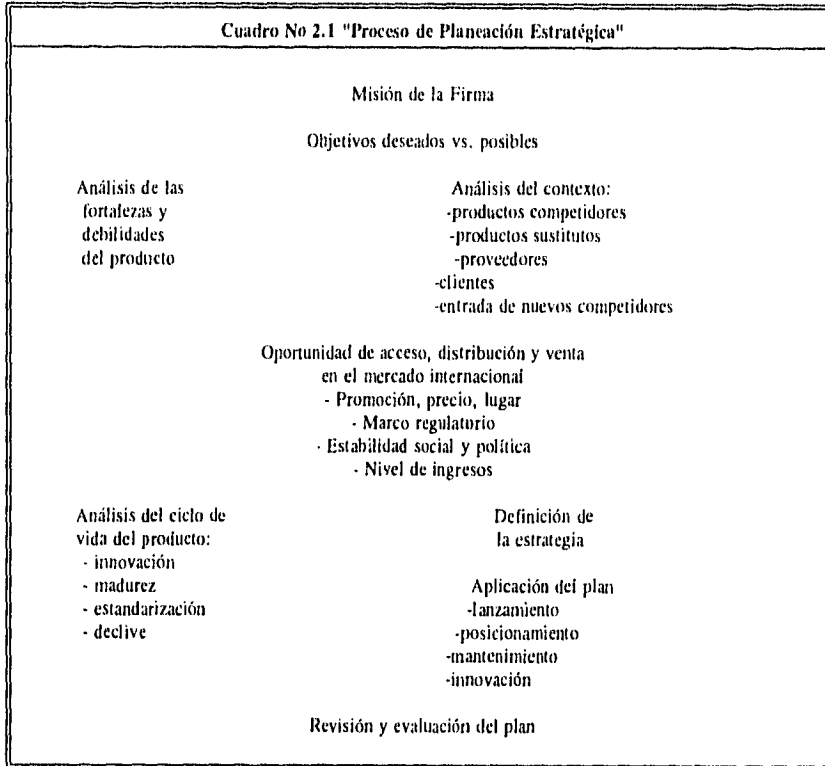 Cuadro No 2.1 "Proceso de Planeación Estratégica"
Misión de la Firma
Objetivos deseados vs. posibles
Análisis de las
fortalezas y
debilidades
del producto
Análisis del contexto:
-productos competidores
-productos sustitutos
-proveedores
-clientes
-entrada de nuevos competidores
Oportunidad de acceso, distribución y venta
en el mercado internacional
- Promoción, precio, lugar
- Marco regulatorio
- Estabilidad social y política
- Nivel de ingresos
Análisis del ciclo de
vida del producto:
- innovación
- madurez
- estandarización
- declive
Definición de
la estrategia
Aplicación del plan
-lanzamiento
-posicionamiento
-mantenimiento
-innovación
Revisión y evaluación del plan